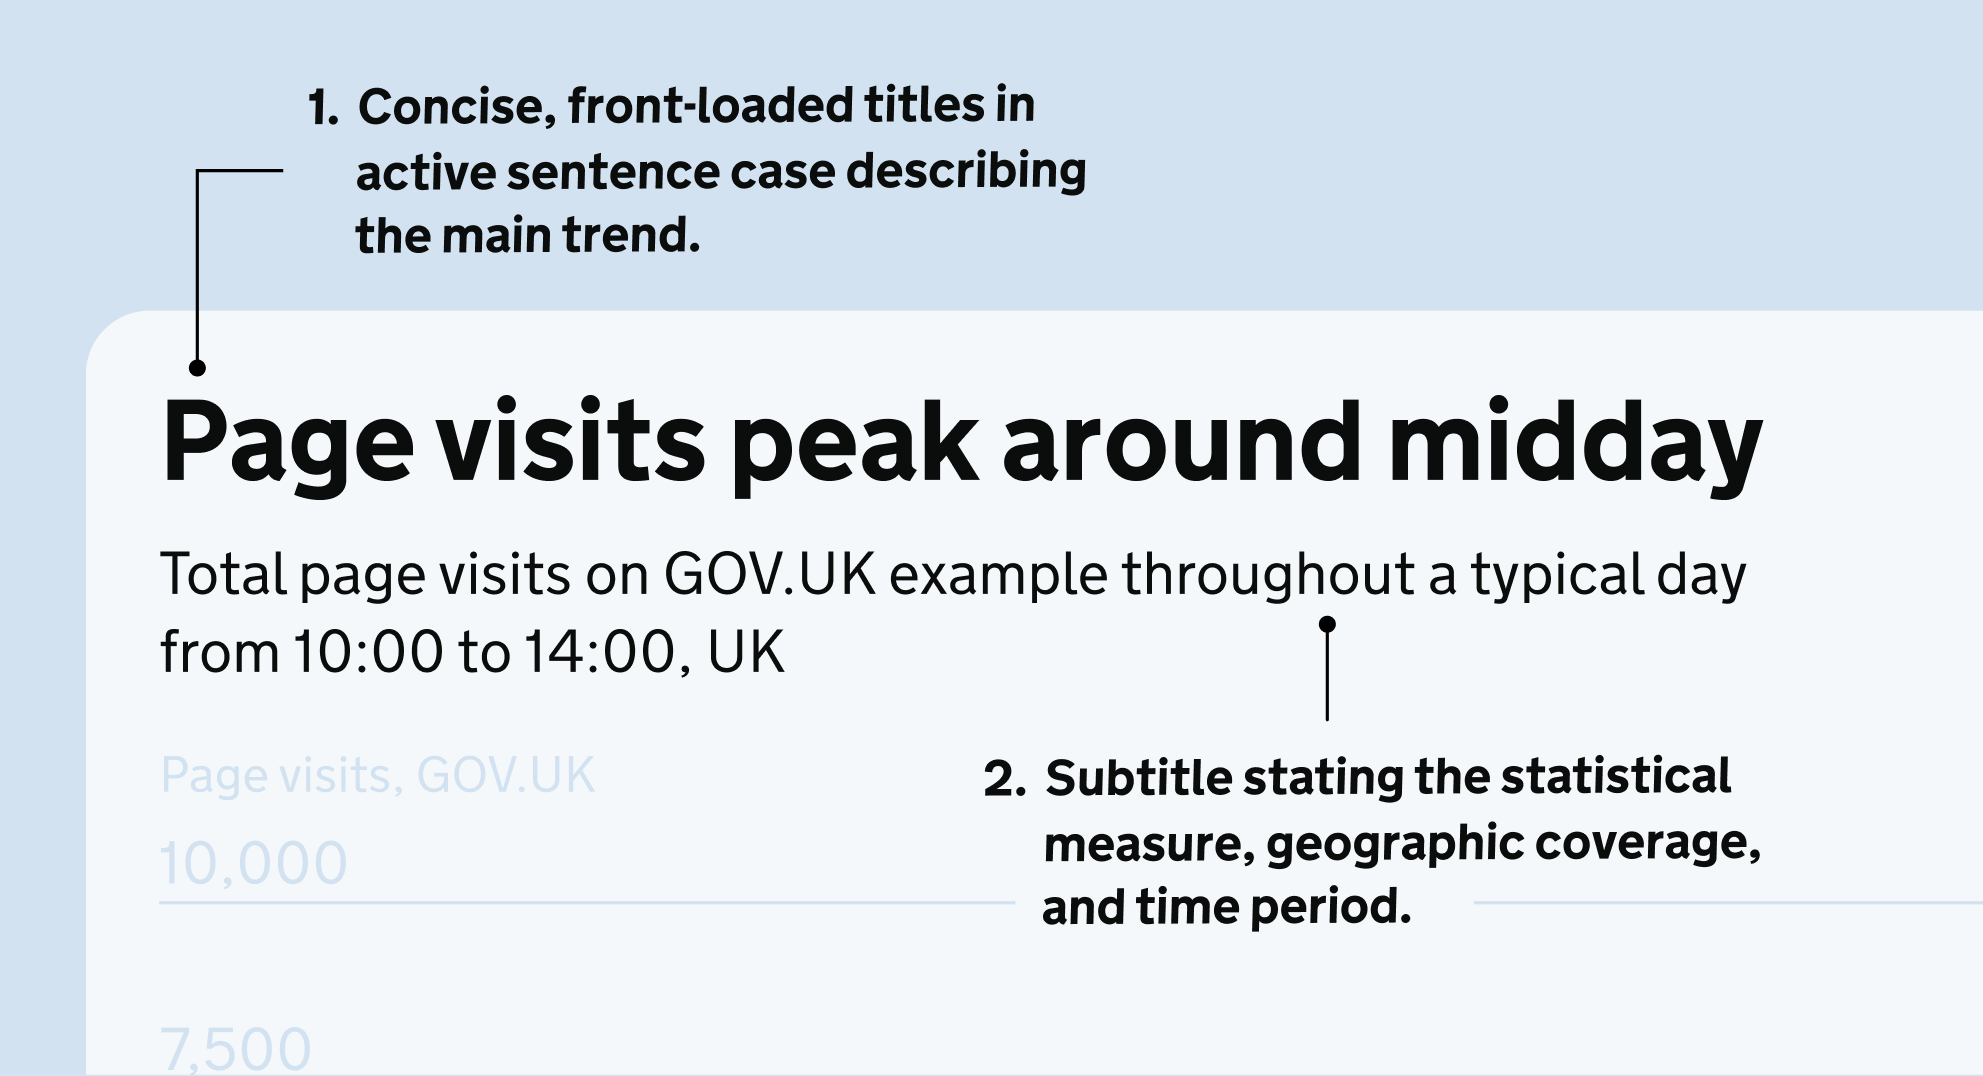 1. Concise, front-loaded titles in
active sentence case describing
the main trend.
Page visits peak around midday
Total page visits on GOV.UK example throughout a typical day
from 10:00 to 14:00, UK
Page visits, GOV.UK
10,000
2. Subtitle stating the statistical
measure, geographic coverage,
and time period.
7,500